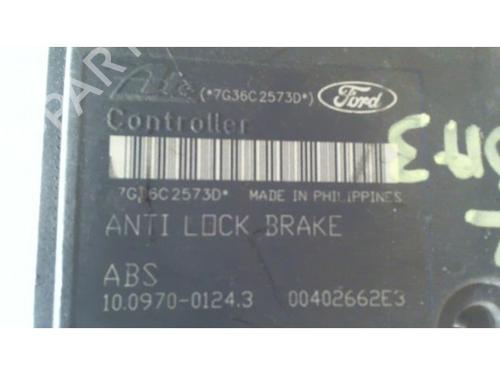 Ate (*7G36C2573D*) Ford
Controller
7G36C2573D* MADE IN PHILIPPINES
ANTI LOCK BRAKE
ABS
10.0970-0124.3 00402662E3